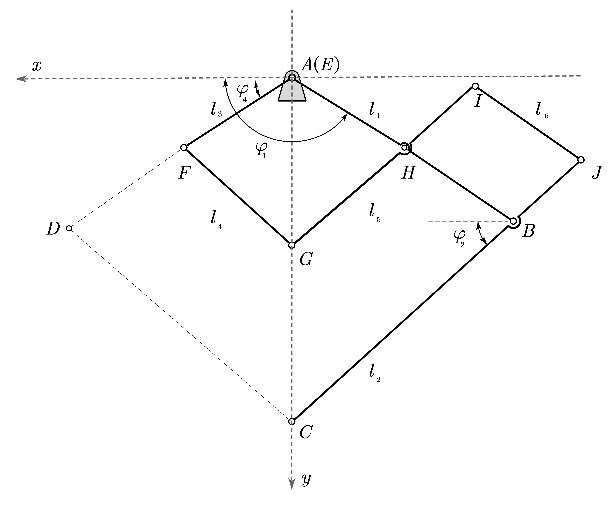 x
A(E)
I
φ₄
l₃
l₁
l₆
φ₁
F
H
J
D
l₄
l₅
φ₂
B
G
l₂
C
y